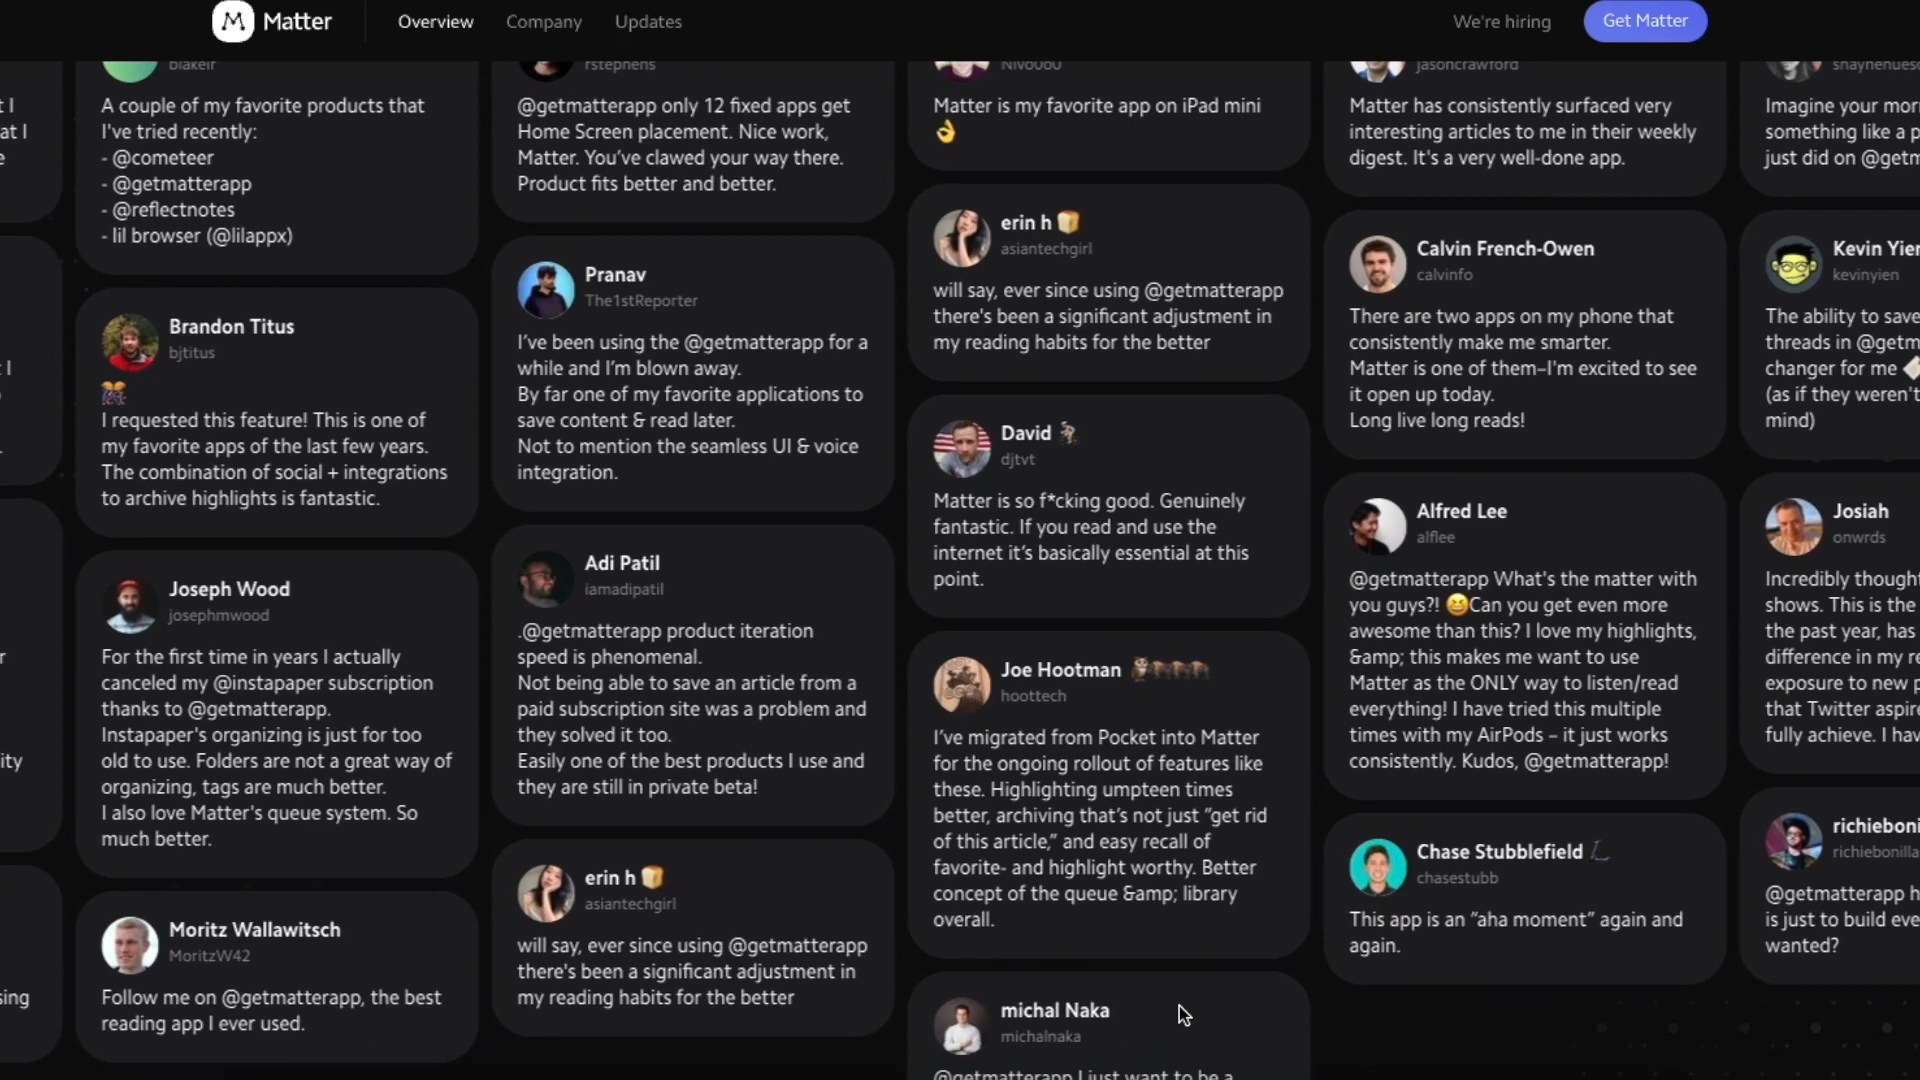 Matter
Overview
Company
Updates
We're hiring
Get Matter
t I
at I
e
t I
.
r
ity
sing
blakeir
A couple of my favorite products that
I've tried recently:
- @cometeer
- @getmatterapp
- @reflectnotes
- lil browser (@lilappx)
Brandon Titus
bjtitus
I requested this feature! This is one of
my favorite apps of the last few years.
The combination of social + integrations
to archive highlights is fantastic.
Joseph Wood
josephmwood
For the first time in years I actually
canceled my @instapaper subscription
thanks to @getmatterapp.
Instapaper's organizing is just for too
old to use. Folders are not a great way of
organizing, tags are much better.
I also love Matter's queue system. So
much better.
Moritz Wallawitsch
MoritzW42
Follow me on @getmatterapp, the best
reading app I ever used.
rstephens
@getmatterapp only 12 fixed apps get
Home Screen placement. Nice work,
Matter. You’ve clawed your way there.
Product fits better and better.
Pranav
The1stReporter
I’ve been using the @getmatterapp for a
while and I’m blown away.
By far one of my favorite applications to
save content & read later.
Not to mention the seamless UI & voice
integration.
Adi Patil
iamadipatil
.@getmatterapp product iteration
speed is phenomenal.
Not being able to save an article from a
paid subscription site was a problem and
they solved it too.
Easily one of the best products I use and
they are still in private beta!
erin h 🍞
asiantechgirl
will say, ever since using @getmatterapp
there's been a significant adjustment in
my reading habits for the better
Matter is my favorite app on iPad mini
👌
erin h 🍞
asiantechgirl
will say, ever since using @getmatterapp
there's been a significant adjustment in
my reading habits for the better
David
djtvt
Matter is so f*cking good. Genuinely
fantastic. If you read and use the
internet it’s basically essential at this
point.
Joe Hootman
hoottech
I’ve migrated from Pocket into Matter
for the ongoing rollout of features like
these. Highlighting umpteen times
better, archiving that’s not just “get rid
of this article,” and easy recall of
favorite- and highlight worthy. Better
concept of the queue &amp; library
overall.
michal Naka
michalnaka
@getmatterapp I just want to be a
jasoncrawford
Matter has consistently surfaced very
interesting articles to me in their weekly
digest. It's a very well-done app.
Calvin French-Owen
calvinfo
There are two apps on my phone that
consistently make me smarter.
Matter is one of them–I'm excited to see
it open up today.
Long live long reads!
Alfred Lee
alflee
@getmatterapp What's the matter with
you guys?! 😆Can you get even more
awesome than this? I love my highlights,
&amp; this makes me want to use
Matter as the ONLY way to listen/read
everything! I have tried this multiple
times with my AirPods – it just works
consistently. Kudos, @getmatterapp!
Chase Stubblefield
chasestubb
This app is an “aha moment” again and
again.
Imagine your mor
something like a p
just did on @getm
Kevin Yier
kevinyien
The ability to save
threads in @getm
changer for me
(as if they weren't
mind)
Josiah
onwrds
Incredibly thought
shows. This is the
the past year, has
difference in my re
exposure to new p
that Twitter aspire
fully achieve. I hav
richieboni
richiebonilla
@getmatterapp h
is just to build eve
wanted?